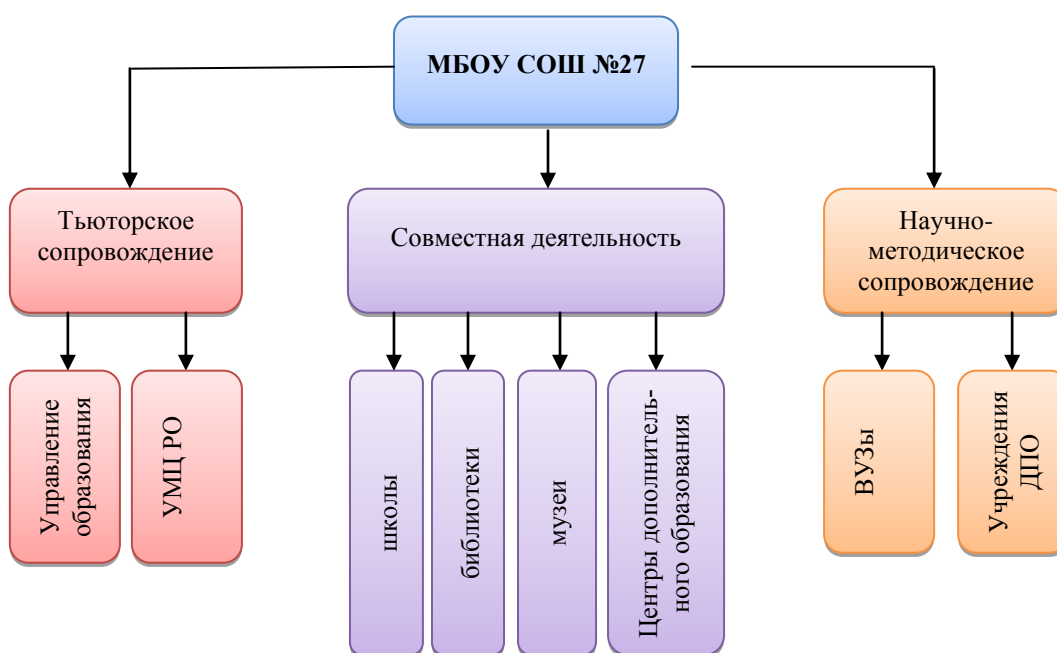 МБОУ СОШ №27
Тьюторское
сопровождение
Совместная деятельность
Научно-
методическое
сопровождение
Управление
образования
УМЦ РО
школы
библиотеки
музеи
Центры дополнитель-
ного образования
ВУЗы
Учреждения
ДПО